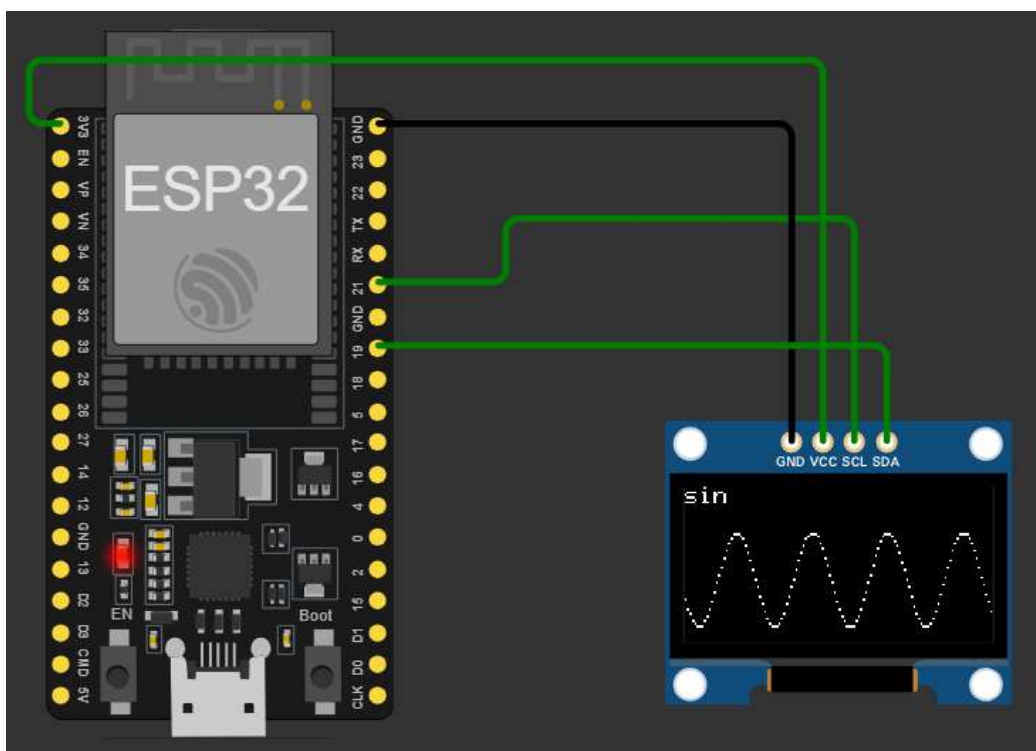 3V3
EN
VP
VN
34
35
32
33
25
26
27
14
12
GND
13
D2
D3
CMD
5V
ESP32
EN
Boot
GND
23
22
TX
RX
21
GND
19
18
5
17
16
4
0
2
15
D1
D0
CLK
GND VCC SCL SDA
sin